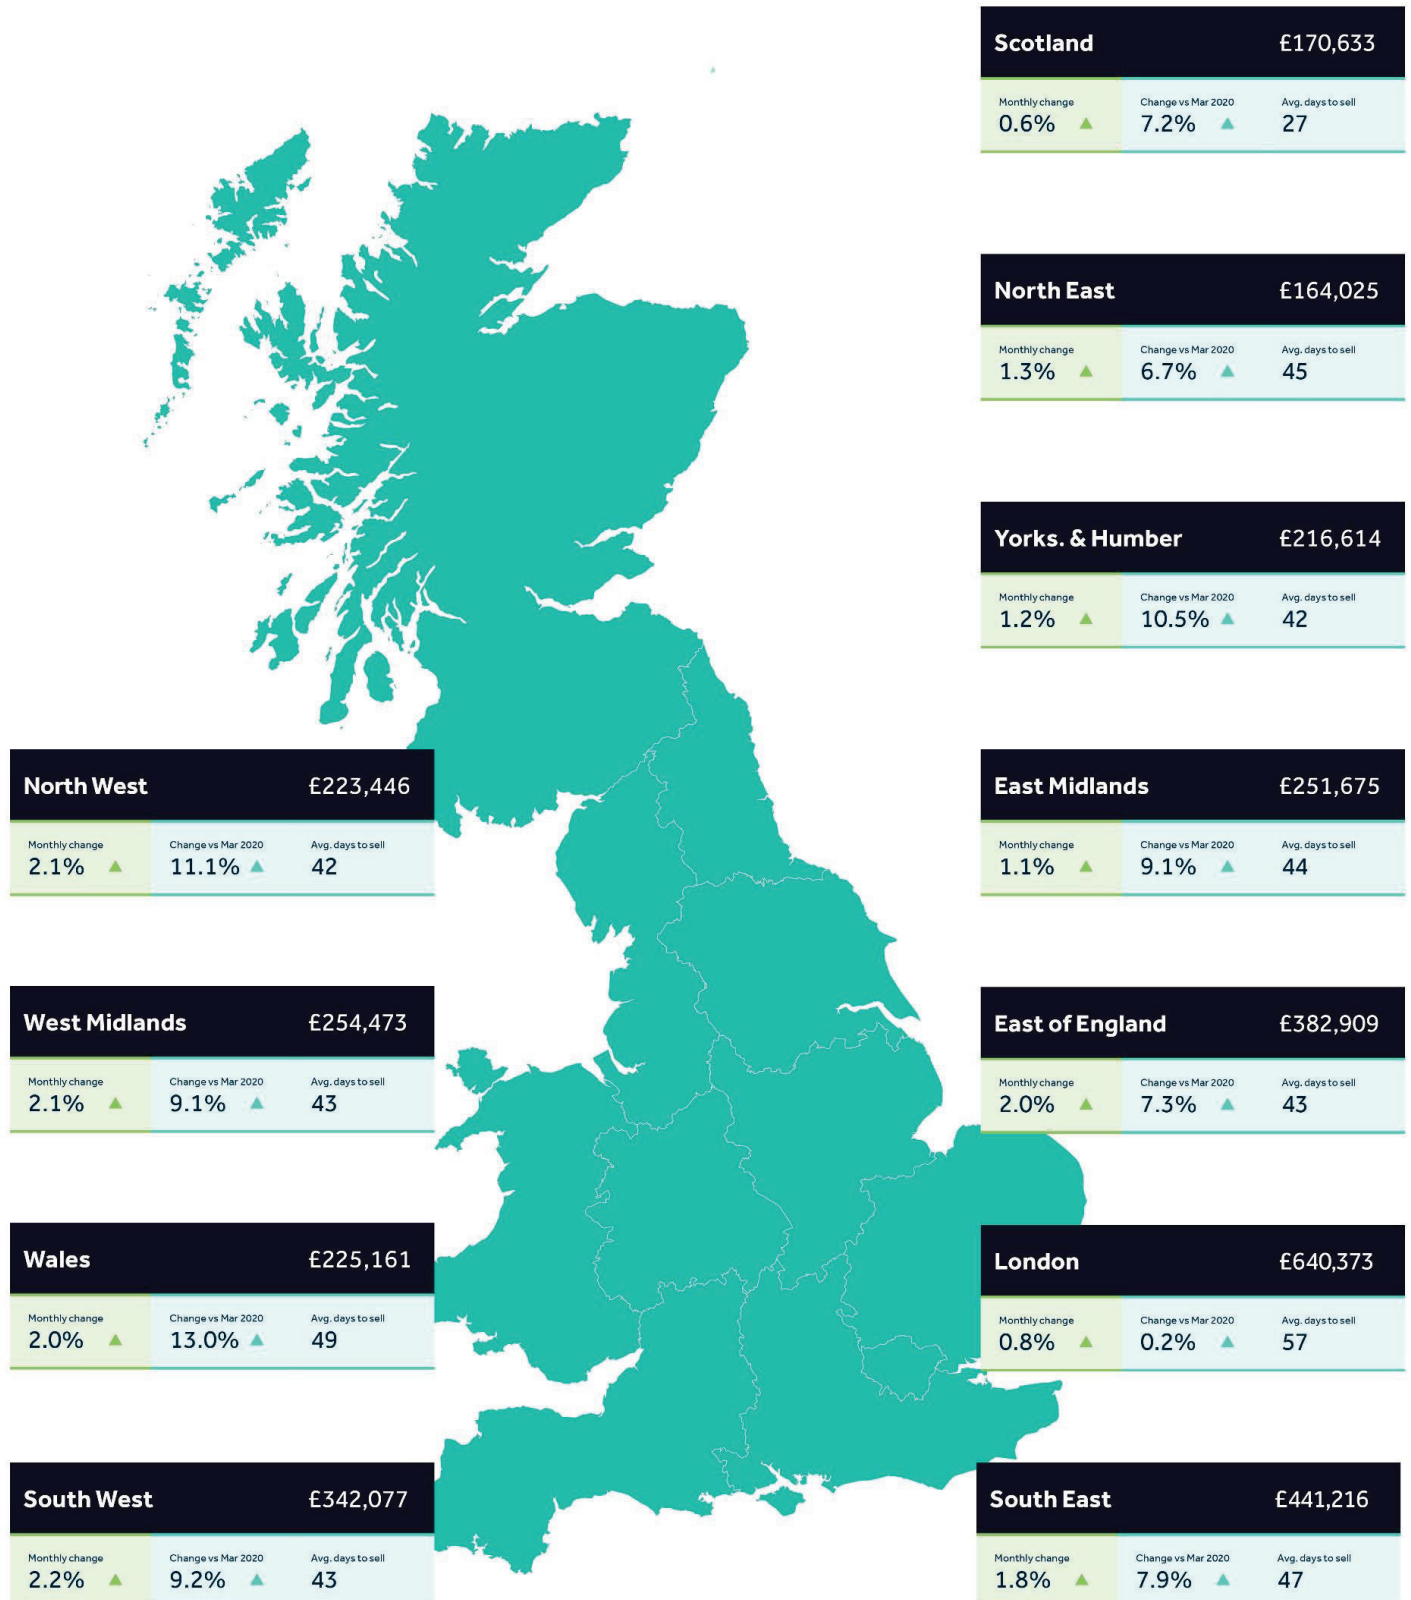 Scotland £170,633
Monthly change Change vs Mar 2020 Avg. days to sell
0.6% 7.2% 27
North East £164,025
Monthly change Change vs Mar 2020 Avg. days to sell
1.3% 6.7% 45
Yorks. & Humber £216,614
Monthly change Change vs Mar 2020 Avg. days to sell
1.2% 10.5% 42
North West £223,446
Monthly change Change vs Mar 2020 Avg. days to sell
2.1% 11.1% 42
East Midlands £251,675
Monthly change Change vs Mar 2020 Avg. days to sell
1.1% 9.1% 44
West Midlands £254,473
Monthly change Change vs Mar 2020 Avg. days to sell
2.1% 9.1% 43
East of England £382,909
Monthly change Change vs Mar 2020 Avg. days to sell
2.0% 7.3% 43
Wales £225,161
Monthly change Change vs Mar 2020 Avg. days to sell
2.0% 13.0% 49
London £640,373
Monthly change Change vs Mar 2020 Avg. days to sell
0.8% 0.2% 57
South West £342,077
Monthly change Change vs Mar 2020 Avg. days to sell
2.2% 9.2% 43
South East £441,216
Monthly change Change vs Mar 2020 Avg. days to sell
1.8% 7.9% 47